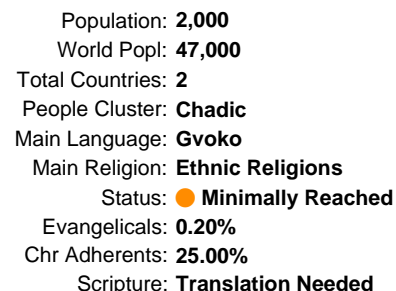 Population: 2,000
World Popl: 47,000
Total Countries: 2
People Cluster: Chadic
Main Language: Gvoko
Main Religion: Ethnic Religions
Status: Minimally Reached
Evangelicals: 0.20%
Chr Adherents: 25.00%
Scripture: Translation Needed